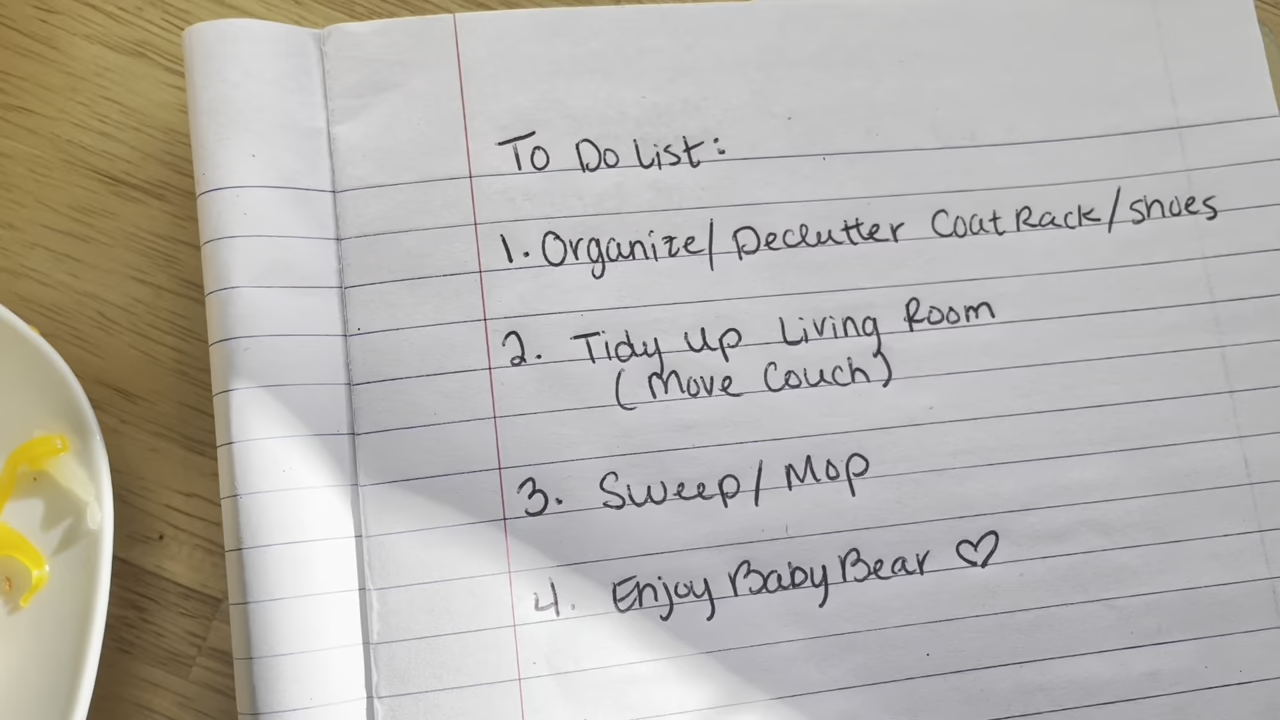 To Do List:
1. Organize/Declutter Coat Rack/shoes
2. Tidy up Living Room
(Move Couch)
3. Sweep/Mop
4. Enjoy Baby Bear ♡